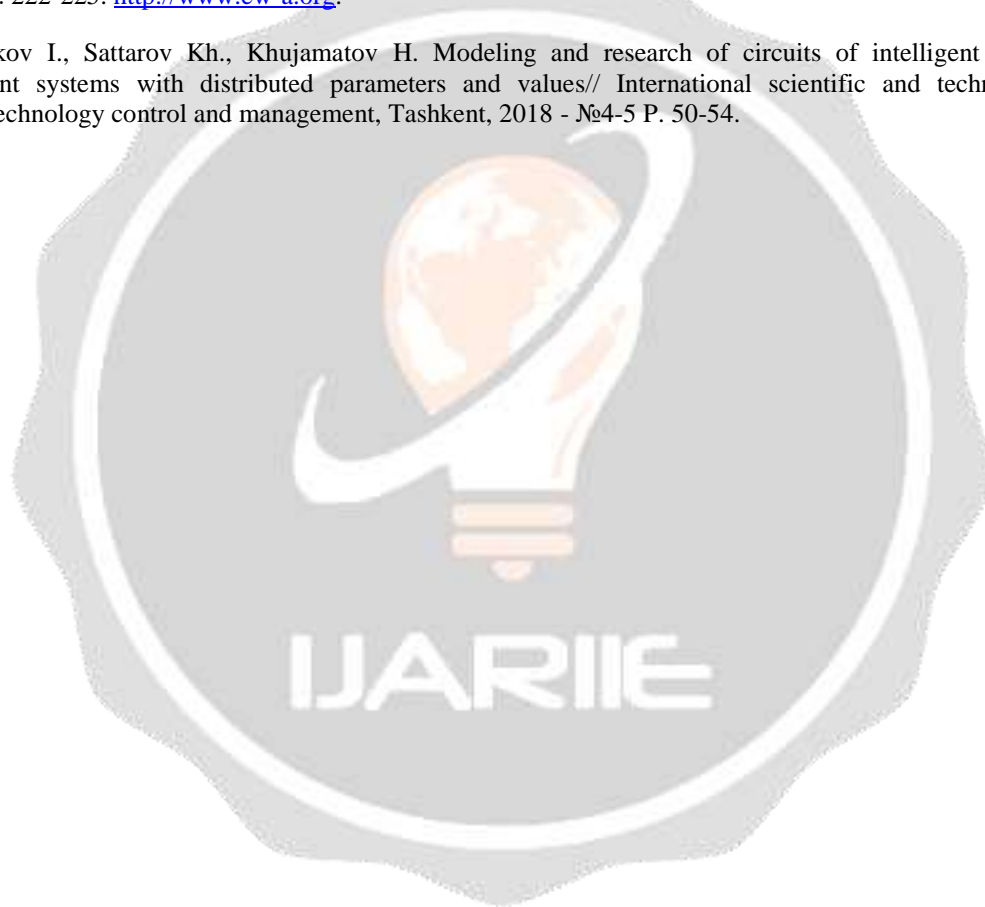 . 222-223. http://www.ew-a.org.
kov I., Sattarov Kh., Khujamatov H. Modeling and research of circuits of intelligent
nt systems with distributed parameters and values// International scientific and techn
echnology control and management, Tashkent, 2018 - №4-5 P. 50-54.
IJARIIE